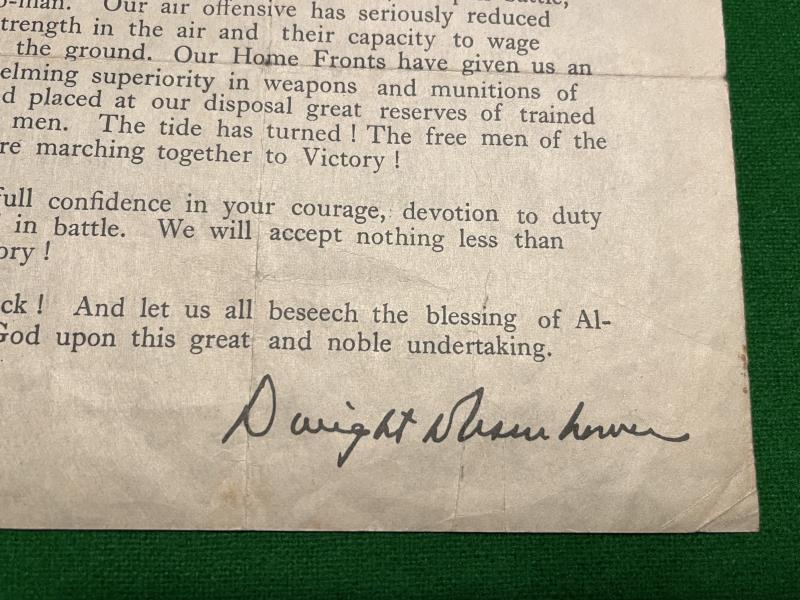 o-man. Our air offensive has seriously reduced
trength in the air and their capacity to wage
the ground. Our Home Fronts have given us an
elming superiority in weapons and munitions of
d placed at our disposal great reserves of trained
men. The tide has turned ! The free men of the
re marching together to Victory !
full confidence in your courage, devotion to duty
in battle. We will accept nothing less than
ory !
ck ! And let us all beseech the blessing of Al-
God upon this great and noble undertaking.
Dwight D Eisenhower